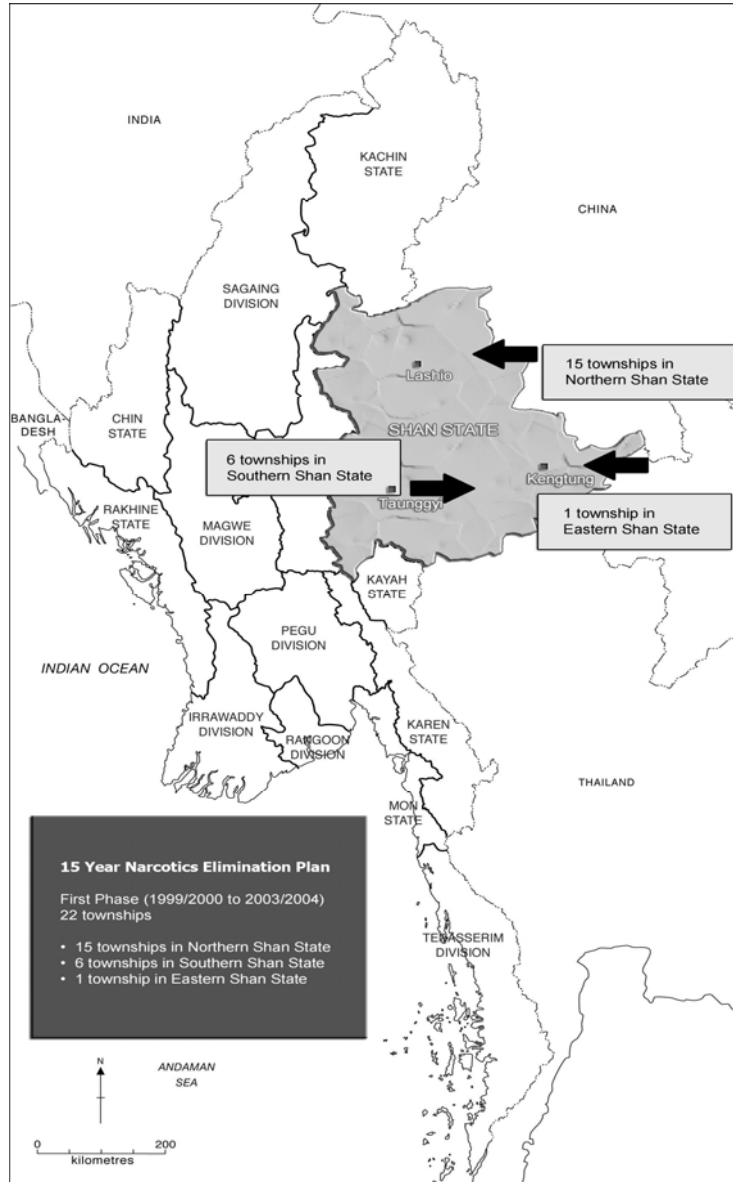 INDIA
KACHIN
STATE
CHINA
SAGAING
DIVISION
15 townships in
Northern Shan State
Lashio
BANGLA-
DESH
CHIN
STATE
SHAN STATE
6 townships in
Southern Shan State
Kengtung
Taunggyi
1 township in
Eastern Shan State
RAKHINE
STATE
MAGWE
DIVISION
KAYAH
STATE
PEGU
DIVISION
INDIAN OCEAN
IRRAWADDY
DIVISION
RANGOON
DIVISION
KAREN
STATE
THAILAND
MON
STATE
15 Year Narcotics Elimination Plan
First Phase (1999/2000 to 2003/2004)
22 townships
• 15 townships in Northern Shan State
• 6 townships in Southern Shan State
• 1 township in Eastern Shan State
TENASSERIM
DIVISION
N
ANDAMAN
SEA
0 200
kilometres